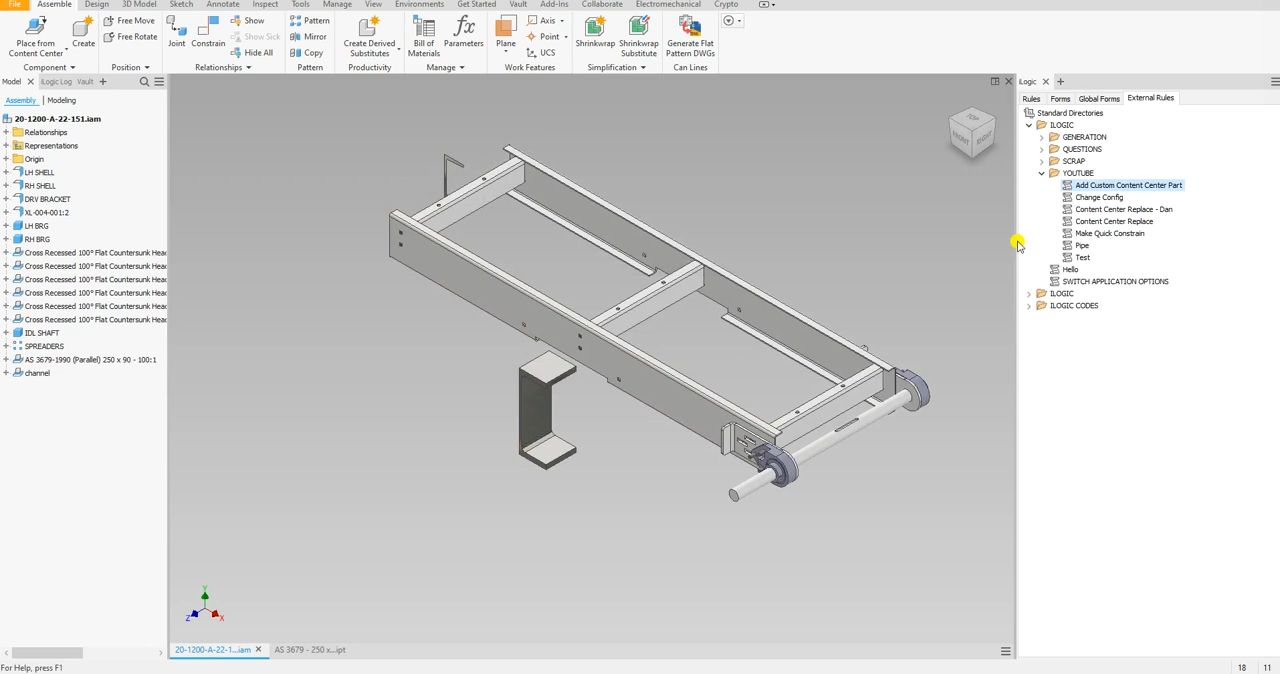 File Assemble Design 3D Model Sketch Annotate Inspect Tools Manage View Environments Get Started Vault Add-Ins Collaborate Electromechanical Crypto
Place from Content Center
Create
Free Move
Free Rotate
Component
Position
Joint
Constrain
Show
Show Sick
Hide All
Relationships
Pattern
Mirror
Copy
Pattern
Create Derived Substitutes
Productivity
Bill of Materials
Parameters
Manage
Plane
Axis
Point
UCS
Work Features
Shrinkwrap
Shrinkwrap Substitute
Simplification
Generate Flat Pattern DWGs
Can Lines
Model iLogic Log Vault
Assembly Modeling
20-1200-A-22-151.iam
Relationships
Representations
Origin
LH SHELL
RH SHELL
DRV BRACKET
XL-004-001:2
LH BRG
RH BRG
Cross Recessed 100° Flat Countersunk Hea
Cross Recessed 100° Flat Countersunk Hea
Cross Recessed 100° Flat Countersunk Hea
Cross Recessed 100° Flat Countersunk Hea
Cross Recessed 100° Flat Countersunk Hea
Cross Recessed 100° Flat Countersunk Hea
IDL SHAFT
SPREADERS
AS 3679-1990 (Parallel) 250 x 90 - 100:1
channel
TOP
FRONT
RIGHT
Y
Z
X
20-1200-A-22-1...iam
AS 3679 - 250 x...ipt
iLogic
Rules Forms Global Forms External Rules
Standard Directories
ILOGIC
GENERATION
QUESTIONS
SCRAP
YOUTUBE
Add Custom Content Center Part
Change Config
Content Center Replace - Dan
Content Center Replace
Make Quick Constrain
Pipe
Test
Hello
SWITCH APPLICATION OPTIONS
ILOGIC
ILOGIC CODES
For Help, press F1
18 11